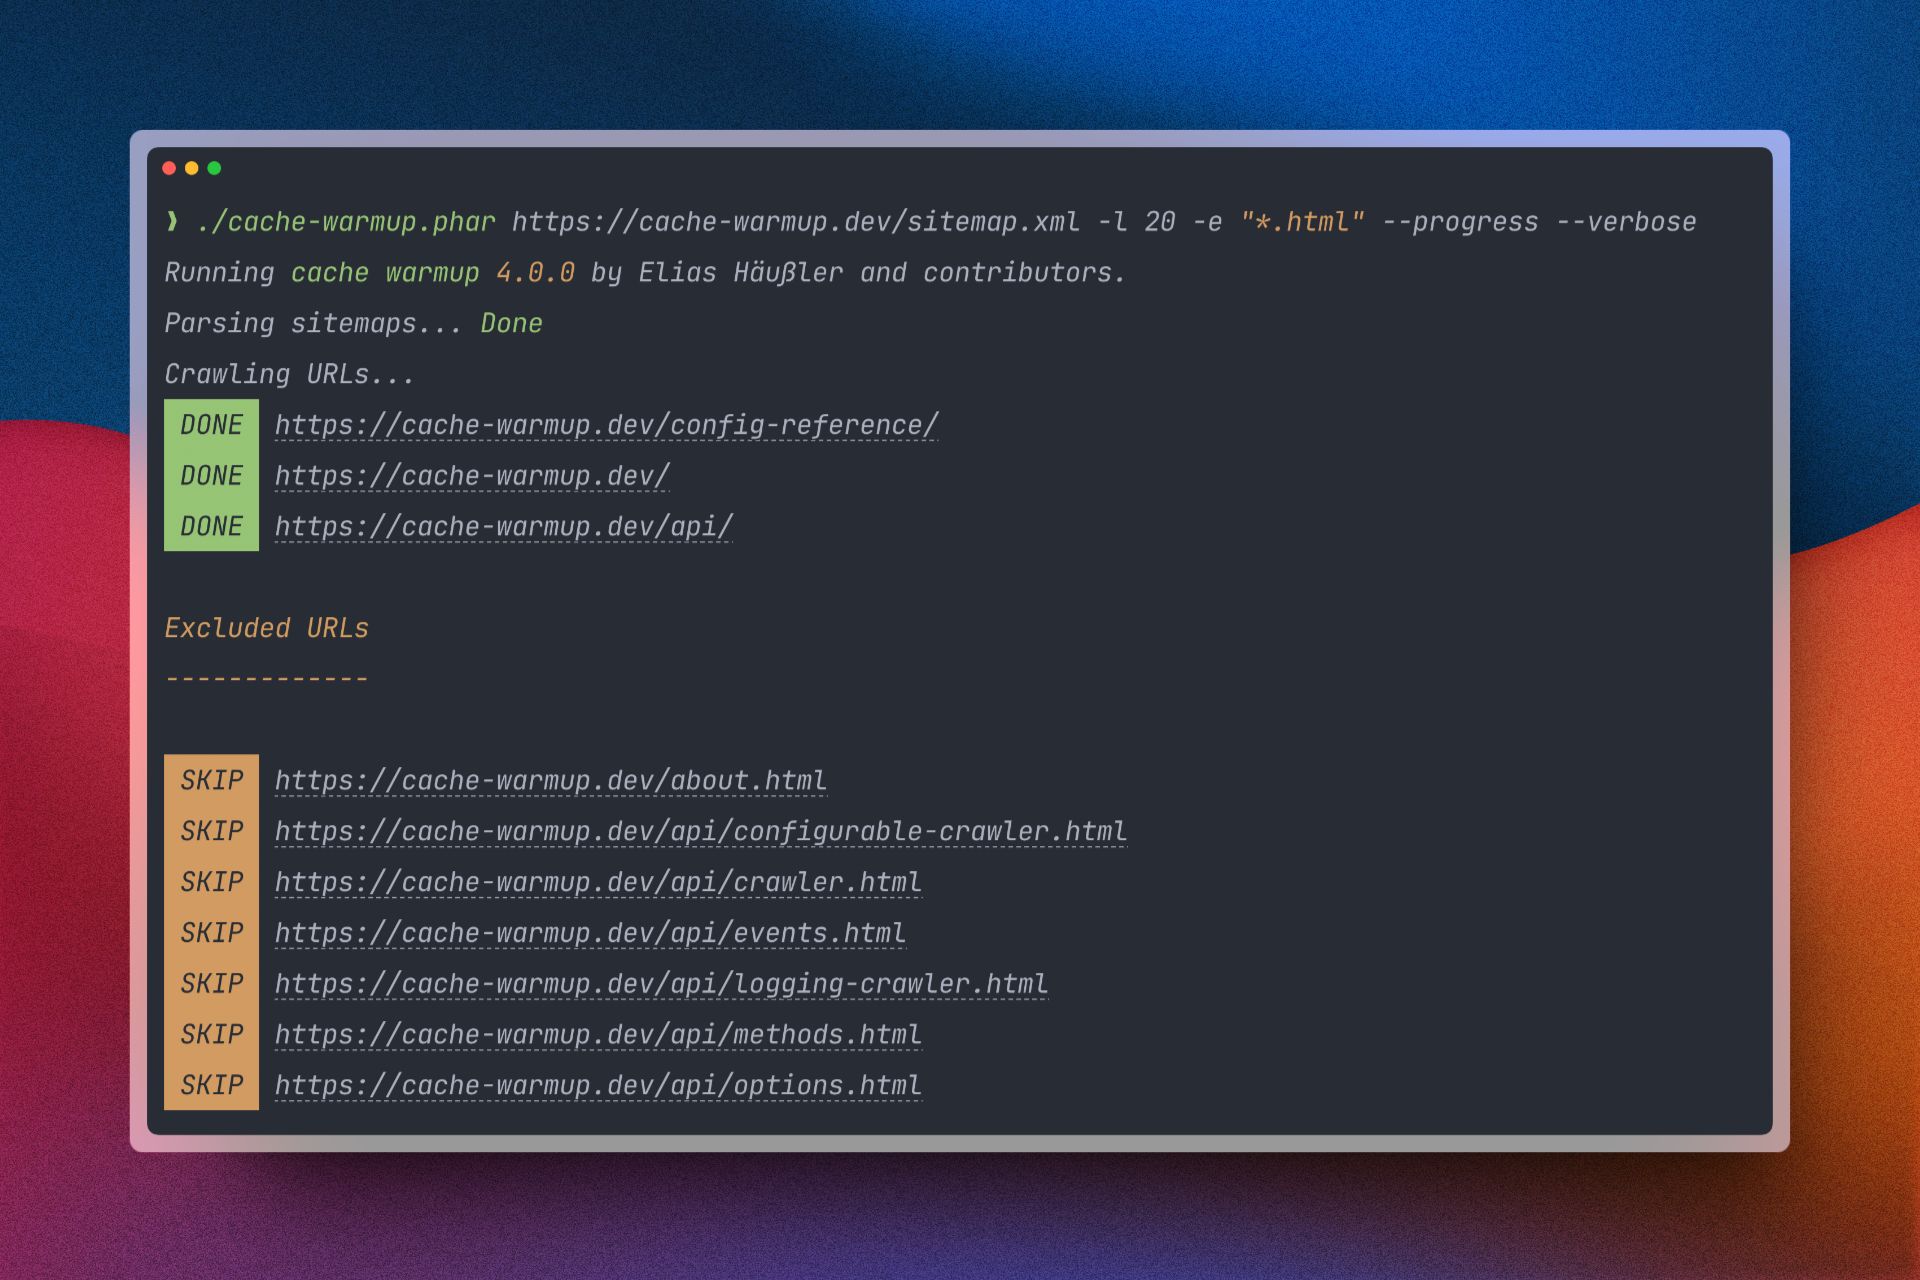 ❯ ./cache-warmup.phar https://cache-warmup.dev/sitemap.xml -l 20 -e "*.html" --progress --verbose
Running cache warmup 4.0.0 by Elias Häußler and contributors.
Parsing sitemaps... Done
Crawling URLs...
DONE https://cache-warmup.dev/config-reference/
DONE https://cache-warmup.dev/
DONE https://cache-warmup.dev/api/
Excluded URLs
-------------
SKIP https://cache-warmup.dev/about.html
SKIP https://cache-warmup.dev/api/configurable-crawler.html
SKIP https://cache-warmup.dev/api/crawler.html
SKIP https://cache-warmup.dev/api/events.html
SKIP https://cache-warmup.dev/api/logging-crawler.html
SKIP https://cache-warmup.dev/api/methods.html
SKIP https://cache-warmup.dev/api/options.html